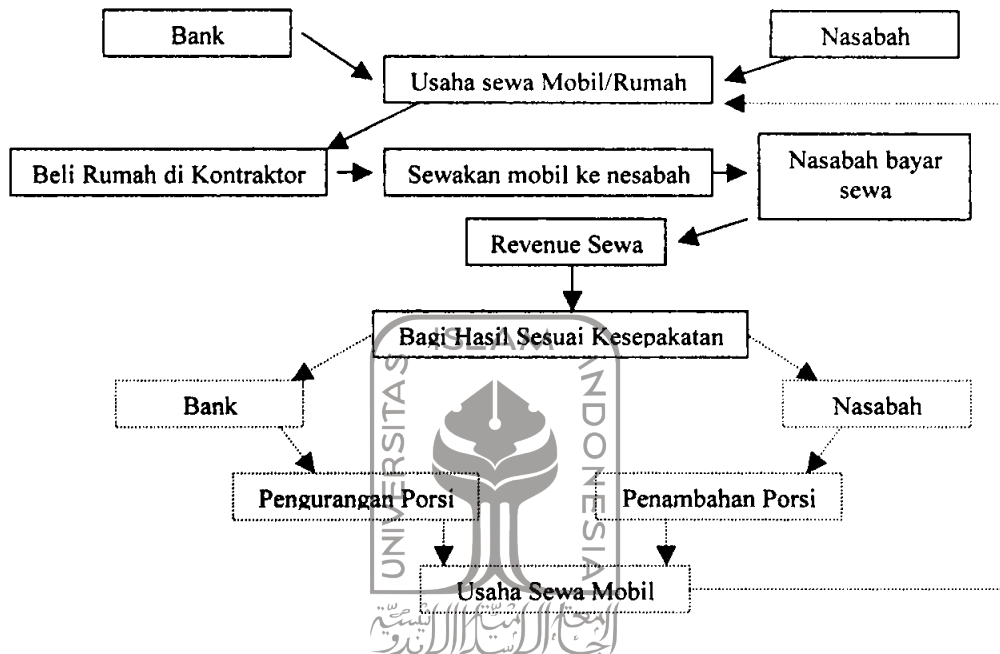 Bank
Nasabah
Usaha sewa Mobil/Rumah
Beli Rumah di Kontraktor
Sewakan mobil ke nesabah
Nasabah bayar
sewa
Revenue Sewa
Bagi Hasil Sesuai Kesepakatan
ISLAM
UNIVERSITAS
INDONESIA
Bank
Nasabah
Pengurangan Porsi
Penambahan Porsi
Usaha Sewa Mobil